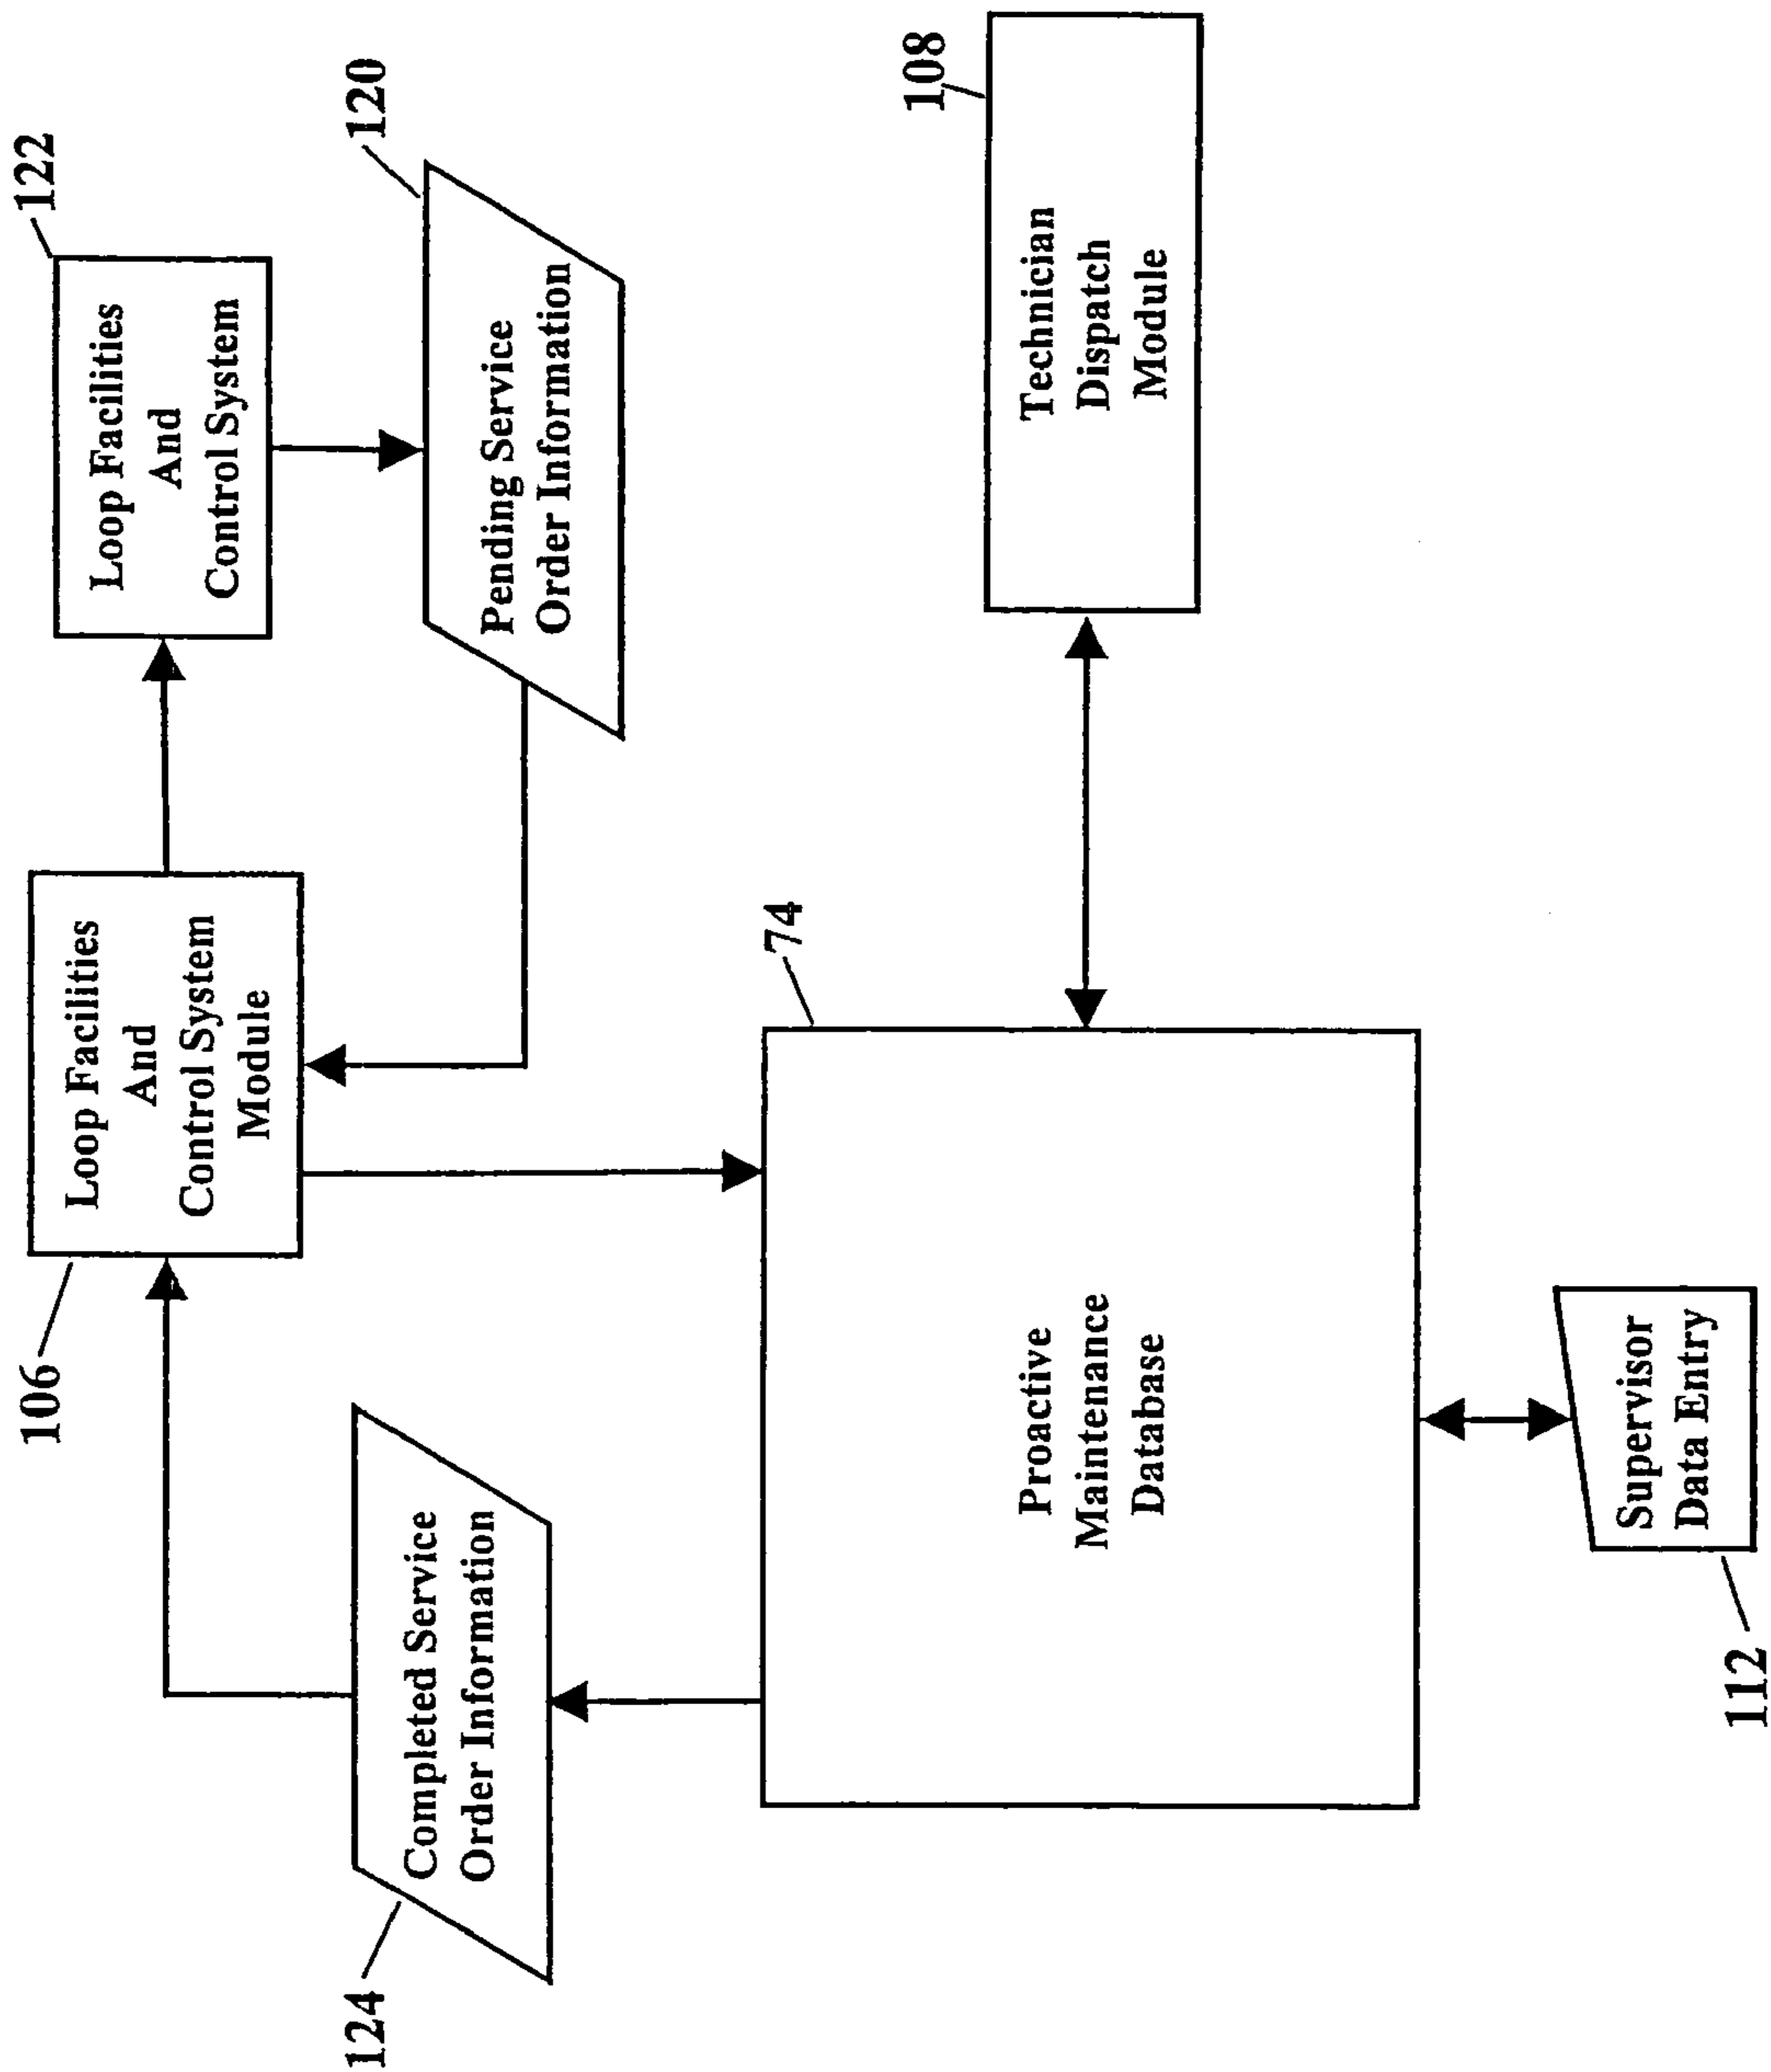 106
Loop Facilities
And
Control System
Module
122
Loop Facilities
And
Control System
124
Completed Service
Order Information
120
Pending Service
Order Information
74
Proactive
Maintenance
Database
108
Technician
Dispatch
Module
112
Supervisor
Data Entry